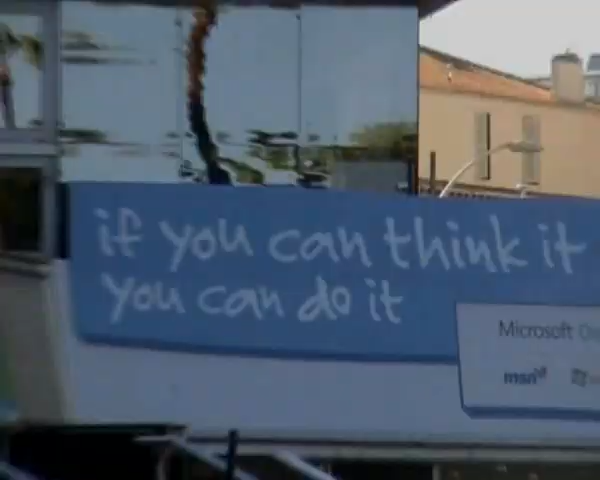 if you can think it
you can do it
Microsoft
msn